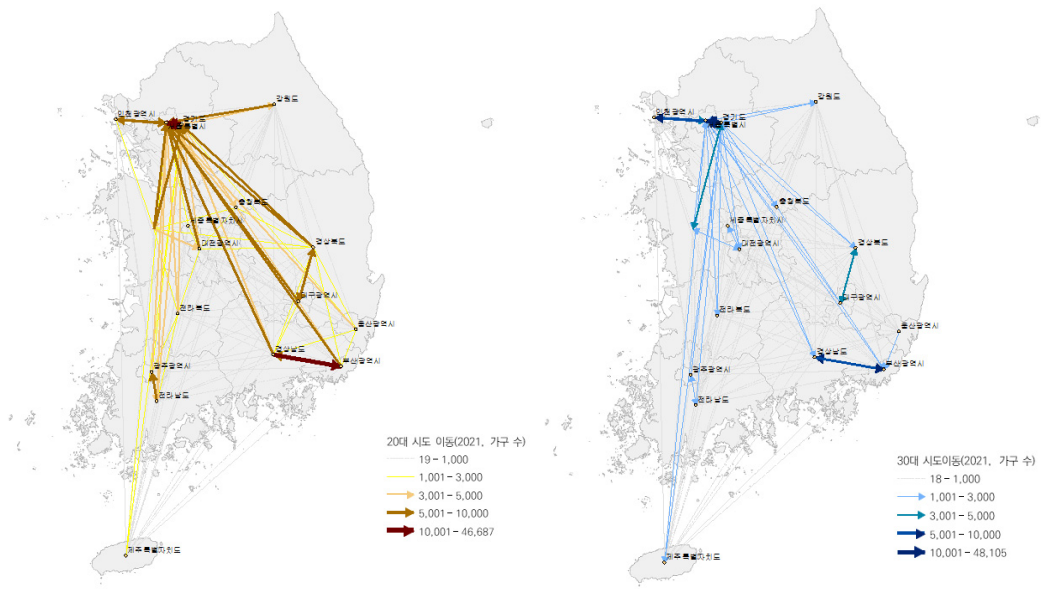 강원도
인천광역시
경기도
특별시
충청북도
세종특별자치시
대전광역시
경상북도
대구광역시
전라북도
울산광역시
경상남도
부산광역시
광주광역시
전라남도
제주특별자치도
20대 시도 이동(2021, 가구 수)
19 - 1,000
1,001 - 3,000
3,001 - 5,000
5,001 - 10,000
10,001 - 46,687
강원도
인천광역시
경기도
특별시
충청북도
세종특별자치시
대전광역시
경상북도
대구광역시
전라북도
울산광역시
경상남도
부산광역시
광주광역시
전라남도
제주특별자치도
30대 시도이동(2021, 가구 수)
18 - 1,000
1,001 - 3,000
3,001 - 5,000
5,001 - 10,000
10,001 - 48,105